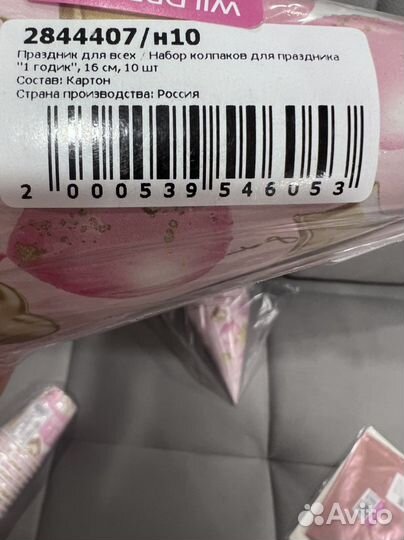 2844407/н10
Праздник для всех / Набор колпаков для праздника
"1 годик", 16 см, 10 шт
Состав: Картон
Страна производства: Россия
2 000539 546053
Avito